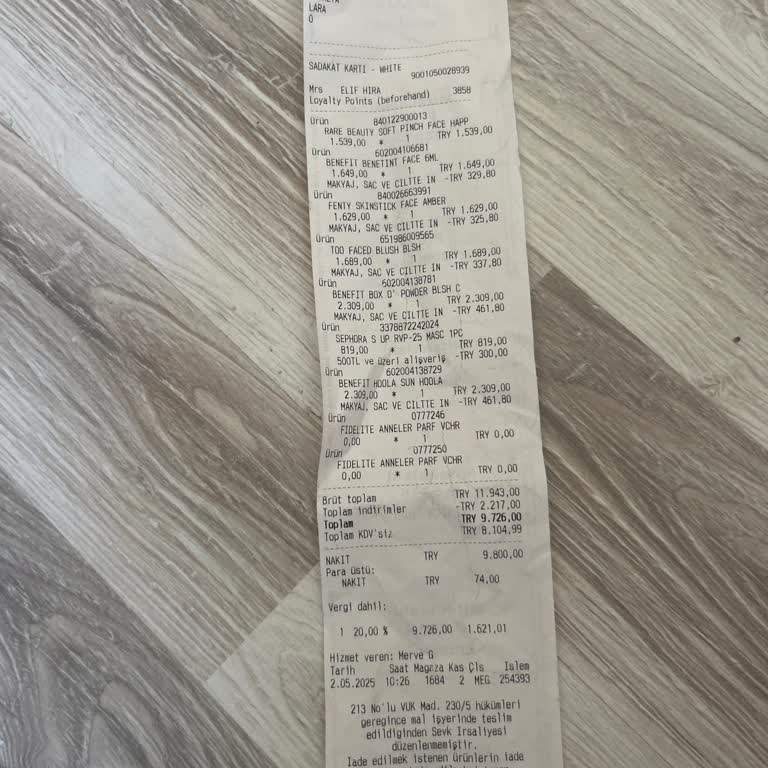 LARA
Ö
SADAKAT KARTI - WHITE
9001050028939
Mrs ELIF HIRA
Loyalty Points (beforehand) 3858
Ürün 840122900013
RARE BEAUTY SOFT PINCH FACE HAPP
1.539,00 * 1 TRY 1.539,00
Ürün 602004106681
BENEFIT BENETINT FACE 6ML
1.649,00 * 1 TRY 1.649,00
MAKYAJ, SAC VE CILTTE IN -TRY 329,80
Ürün 840026663991
FENTY SKINSTICK FACE AMBER
1.629,00 * 1 TRY 1.629,00
MAKYAJ, SAC VE CILTTE IN -TRY 325,80
Ürün 651986009565
TOO FACED BLUSH BLSH
1.689,00 * 1 TRY 1.689,00
MAKYAJ, SAC VE CILTTE IN -TRY 337,80
Ürün 602004138781
BENEFIT BOX O' POWDER BLSH C
2.309,00 * 1 TRY 2.309,00
MAKYAJ, SAC VE CILTTE IN -TRY 461,80
Ürün 3378872242024
SEPHORA S UP RVP-25 MASC 1PC
819,00 * 1 TRY 819,00
500TL ve üzeri alışveriş -TRY 300,00
Ürün 602004138729
BENEFIT HOOLA SUN HOOLA
2.309,00 * 1 TRY 2.309,00
MAKYAJ, SAC VE CILTTE IN -TRY 461,80
Ürün 0777246
FIDELITE ANNELER PARF VCHR
0,00 * 1 TRY 0,00
Ürün 0777250
FIDELITE ANNELER PARF VCHR
0,00 * 1 TRY 0,00
Brüt toplam TRY 11.943,00
Toplam indirimler -TRY 2.217,00
Toplam TRY 9.726,00
Toplam KDV'siz TRY 8.104,99
NAKIT TRY 9.800,00
Para üstü:
NAKIT TRY 74,00
Vergi dahil:
1 20,00 % 9.726,00 1.621,01
Hizmet veren: Merve G
Tarih Saat Magaza Kas Çls Islem
2.05.2025 10:26 1684 2 MEG 254393
213 No'lu VUK Mad. 230/5 hükümleri
geregince mal işyerinde teslim
edildiginden Sevk Irsaliyesi
düzenlenmemiştir.
Iade edilmek istenen ürünlerin iade